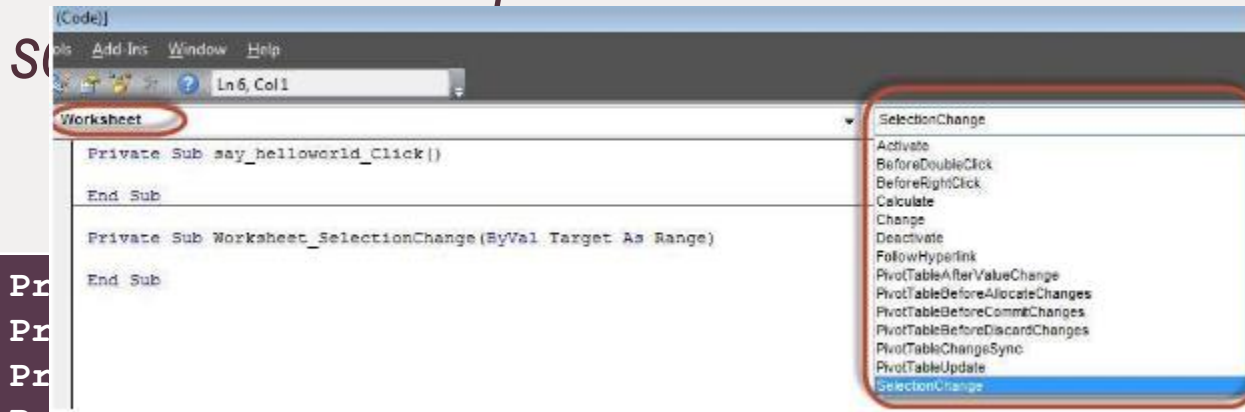 (Code)]
ols Add-Ins Window Help
Ln 6, Col 1
Worksheet
SelectionChange
Private Sub say_helloworld_Click()
End Sub
Private Sub Worksheet_SelectionChange(ByVal Target As Range)
End Sub
Activate
BeforeDoubleClick
BeforeRightClick
Calculate
Change
Deactivate
FollowHyperlink
PivotTableAfterValueChange
PivotTableBeforeAllocateChanges
PivotTableBeforeCommitChanges
PivotTableBeforeDiscardChanges
PivotTableChangeSync
PivotTableUpdate
SelectionChange
Pr
Pr
Pr